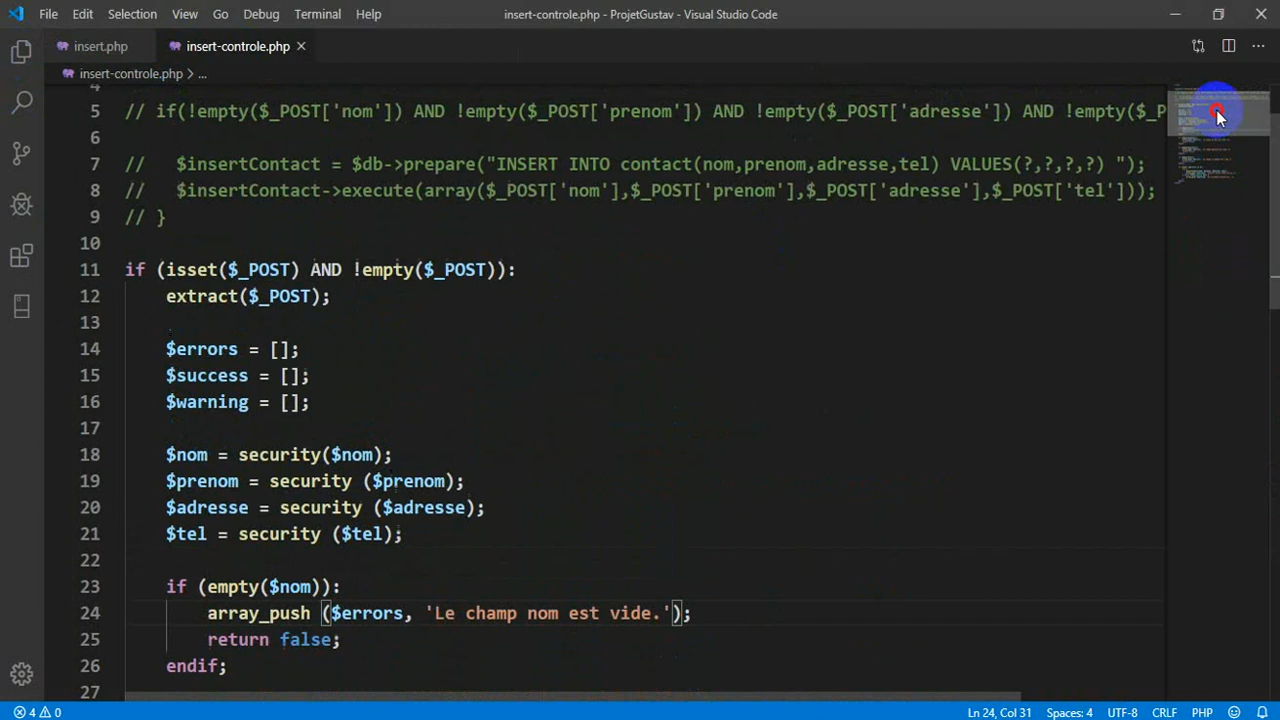 File Edit Selection View Go Debug Terminal Help insert-controle.php - ProjetGustav - Visual Studio Code
insert.php insert-controle.php
insert-controle.php > ...
4
5 // if(!empty($_POST['nom']) AND !empty($_POST['prenom']) AND !empty($_POST['adresse']) AND !empty($_P
6
7 // $insertContact = $db->prepare("INSERT INTO contact(nom,prenom,adresse,tel) VALUES(?,?,?,?) ");
8 // $insertContact->execute(array($_POST['nom'],$_POST['prenom'],$_POST['adresse'],$_POST['tel']));
9 // }
10
11 if (isset($_POST) AND !empty($_POST)):
12 extract($_POST);
13
14 $errors = [];
15 $success = [];
16 $warning = [];
17
18 $nom = security($nom);
19 $prenom = security ($prenom);
20 $adresse = security ($adresse);
21 $tel = security ($tel);
22
23 if (empty($nom)):
24 array_push ($errors, 'Le champ nom est vide.');
25 return false;
26 endif;
27
4 0 Ln 24, Col 31 Spaces: 4 UTF-8 CRLF PHP